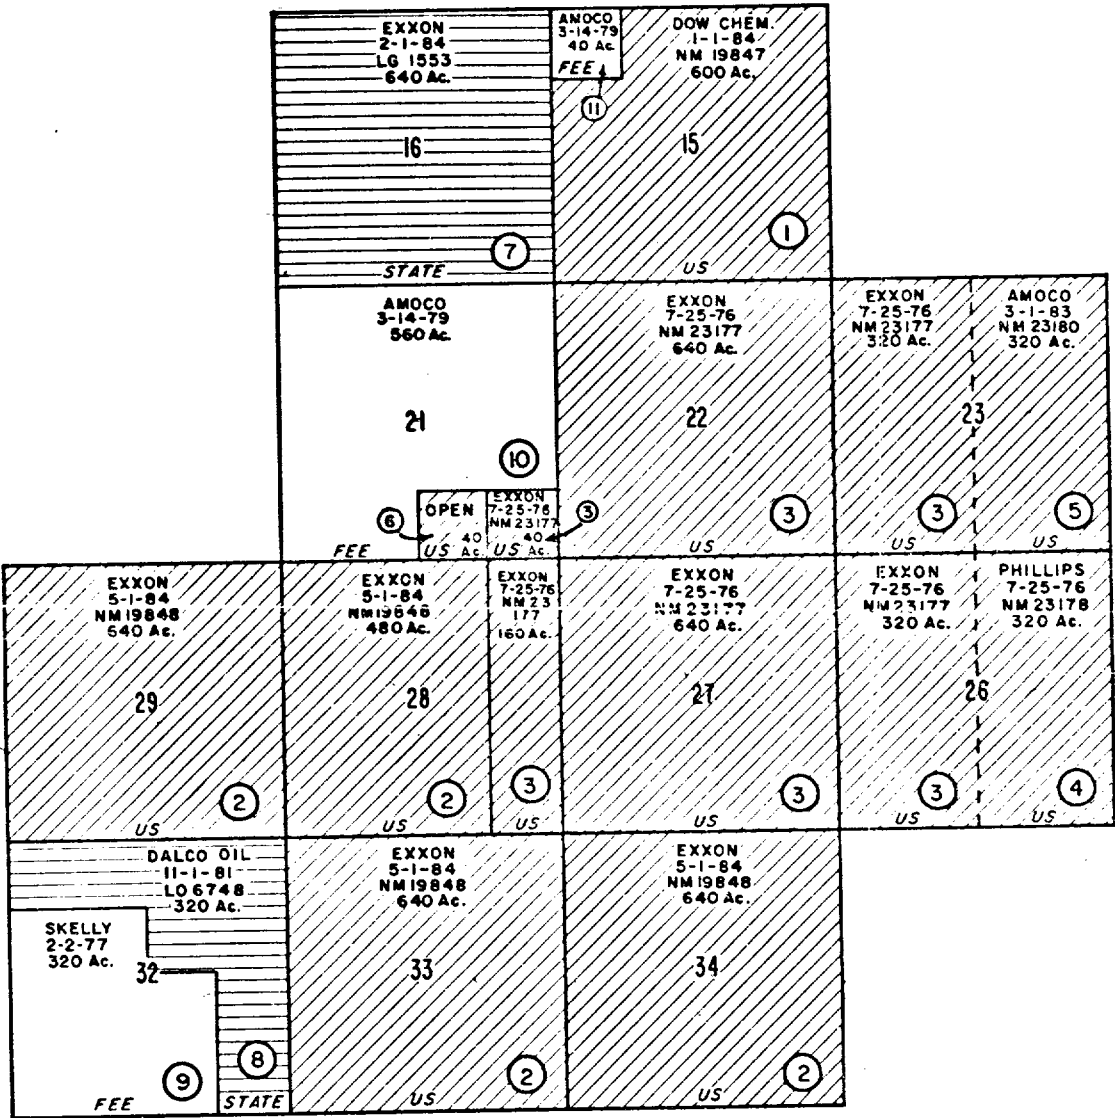 EXXON
2-1-84
LG 1553
640 Ac.
16
7
STATE
AMOCO
3-14-79
40 Ac.
FEE
11
DOW CHEM.
1-1-84
NM 19847
600 Ac.
15
1
US
AMOCO
3-14-79
560 Ac.
21
10
6
OPEN
40
Ac.
US
FEE
EXXON
7-25-76
NM 23177
40
Ac.
US
3
EXXON
7-25-76
NM 23177
640 Ac.
22
3
US
EXXON
7-25-76
NM 23177
320 Ac.
23
3
US
AMOCO
3-1-83
NM 23180
320 Ac.
5
US
EXXON
5-1-84
NM 19848
540 Ac.
29
2
US
EXXON
5-1-84
NM 19848
480 Ac.
28
2
US
EXXON
7-25-76
NM 23
177
160 Ac.
3
US
EXXON
7-25-76
NM 23177
640 Ac.
27
3
US
EXXON
7-25-76
NM 23177
320 Ac.
26
3
US
PHILLIPS
7-25-76
NM 23178
320 Ac.
4
US
DALCO OIL
11-1-81
LO 6748
320 Ac.
8
STATE
SKELLY
2-2-77
320 Ac.
32
9
FEE
EXXON
5-1-84
NM 19848
640 Ac.
33
2
US
EXXON
5-1-84
NM 19848
640 Ac.
34
2
US